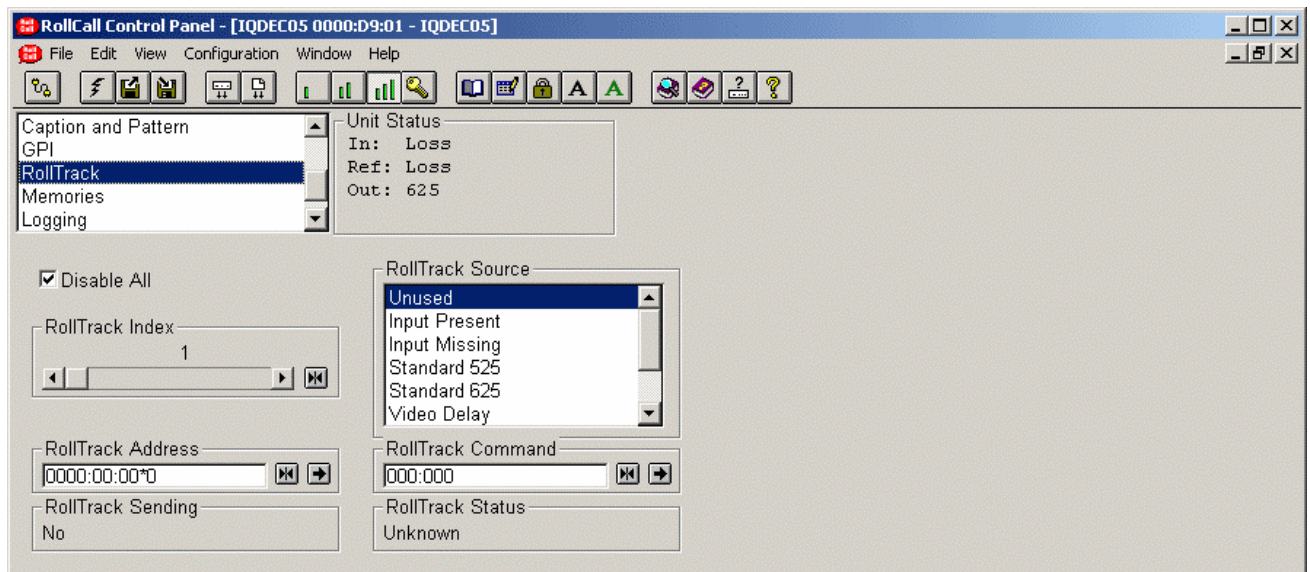 RollCall Control Panel - [IQDEC05 0000:D9:01 - IQDEC05]
File Edit View Configuration Window Help
Caption and Pattern
GPI
RollTrack
Memories
Logging
Unit Status
In: Loss
Ref: Loss
Out: 625
Disable All
RollTrack Index
1
RollTrack Source
Unused
Input Present
Input Missing
Standard 525
Standard 625
Video Delay
RollTrack Address
0000:00:00*0
RollTrack Command
000:000
RollTrack Sending
No
RollTrack Status
Unknown